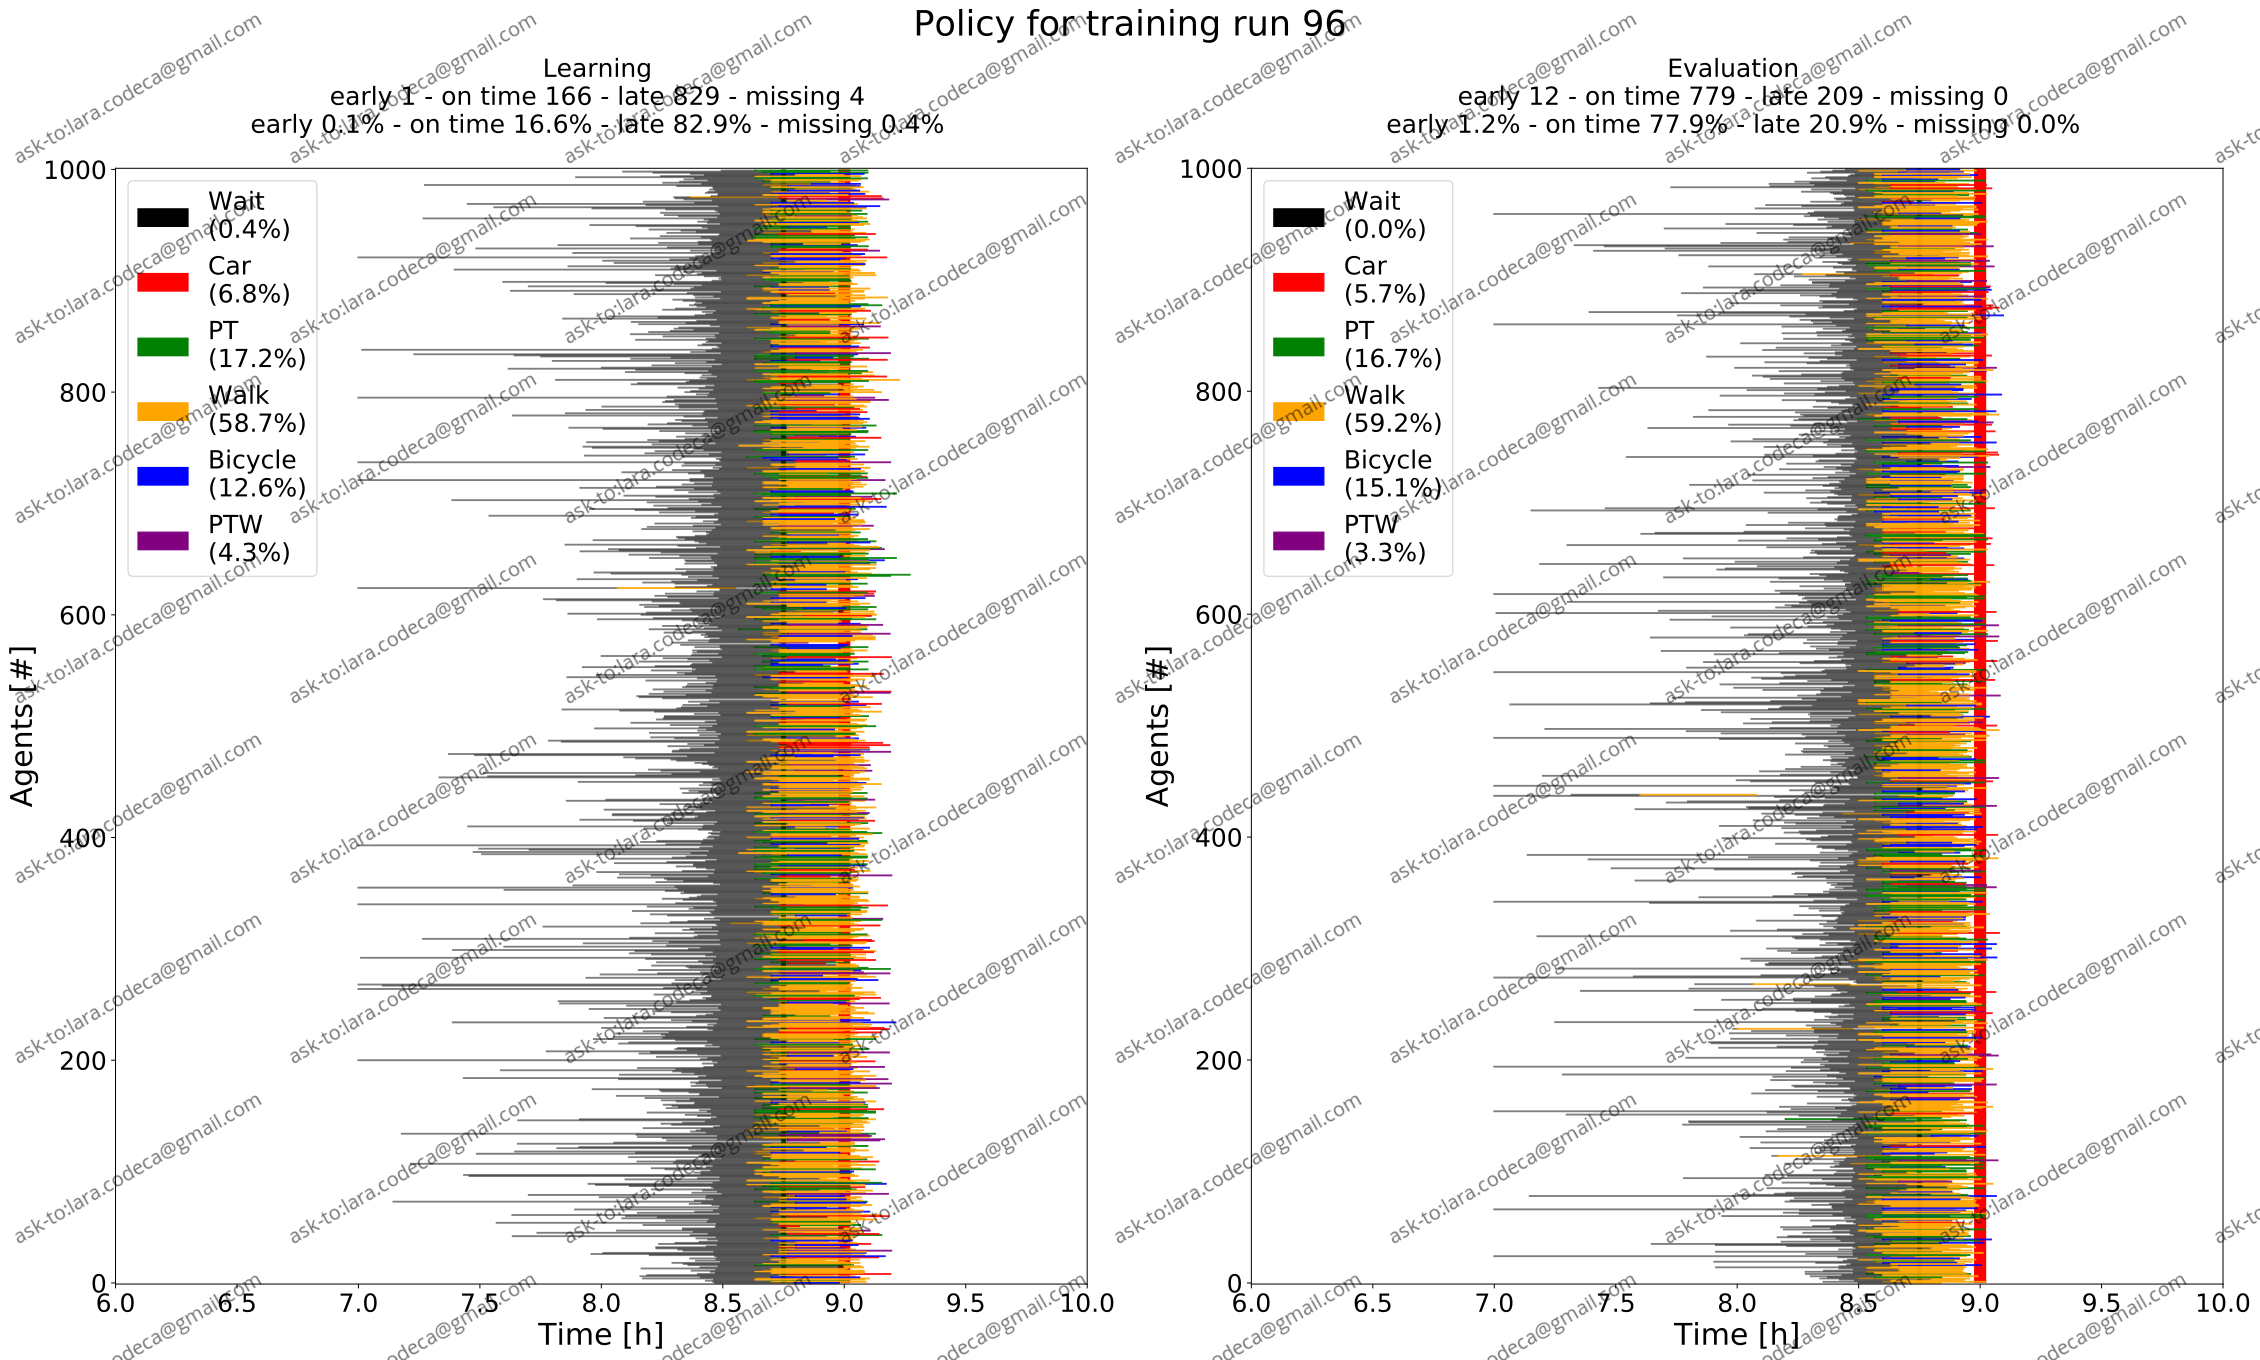 Policy for training run 96
Learning
early 1 - on time 166 - late 829 - missing 4
early 0.1% - on time 16.6% - late 82.9% - missing 0.4%
1000
800
600
400
200
0
Agents [#]
Wait
(0.4%)
Car
(6.8%)
PT
(17.2%)
Walk
(58.7%)
Bicycle
(12.6%)
PTW
(4.3%)
6.0 6.5 7.0 7.5 8.0 8.5 9.0 9.5 10.0
Time [h]
Evaluation
early 12 - on time 779 - late 209 - missing 0
early 1.2% - on time 77.9% - late 20.9% - missing 0.0%
1000
800
600
400
200
0
Agents [#]
Wait
(0.0%)
Car
(5.7%)
PT
(16.7%)
Walk
(59.2%)
Bicycle
(15.1%)
PTW
(3.3%)
6.0 6.5 7.0 7.5 8.0 8.5 9.0 9.5 10.0
Time [h]
ask-to:lara.codeca@gmail.com